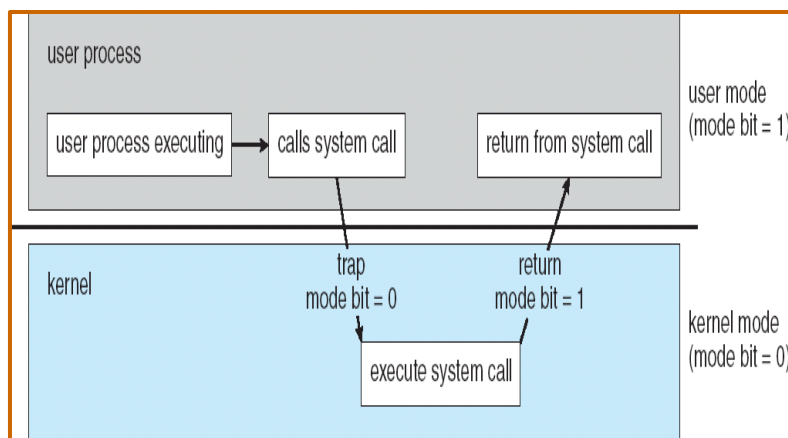 user process
user process executing
calls system call
return from system call
user mode
(mode bit = 1)
kernel
trap
mode bit = 0
return
mode bit = 1
execute system call
kernel mode
(mode bit = 0)